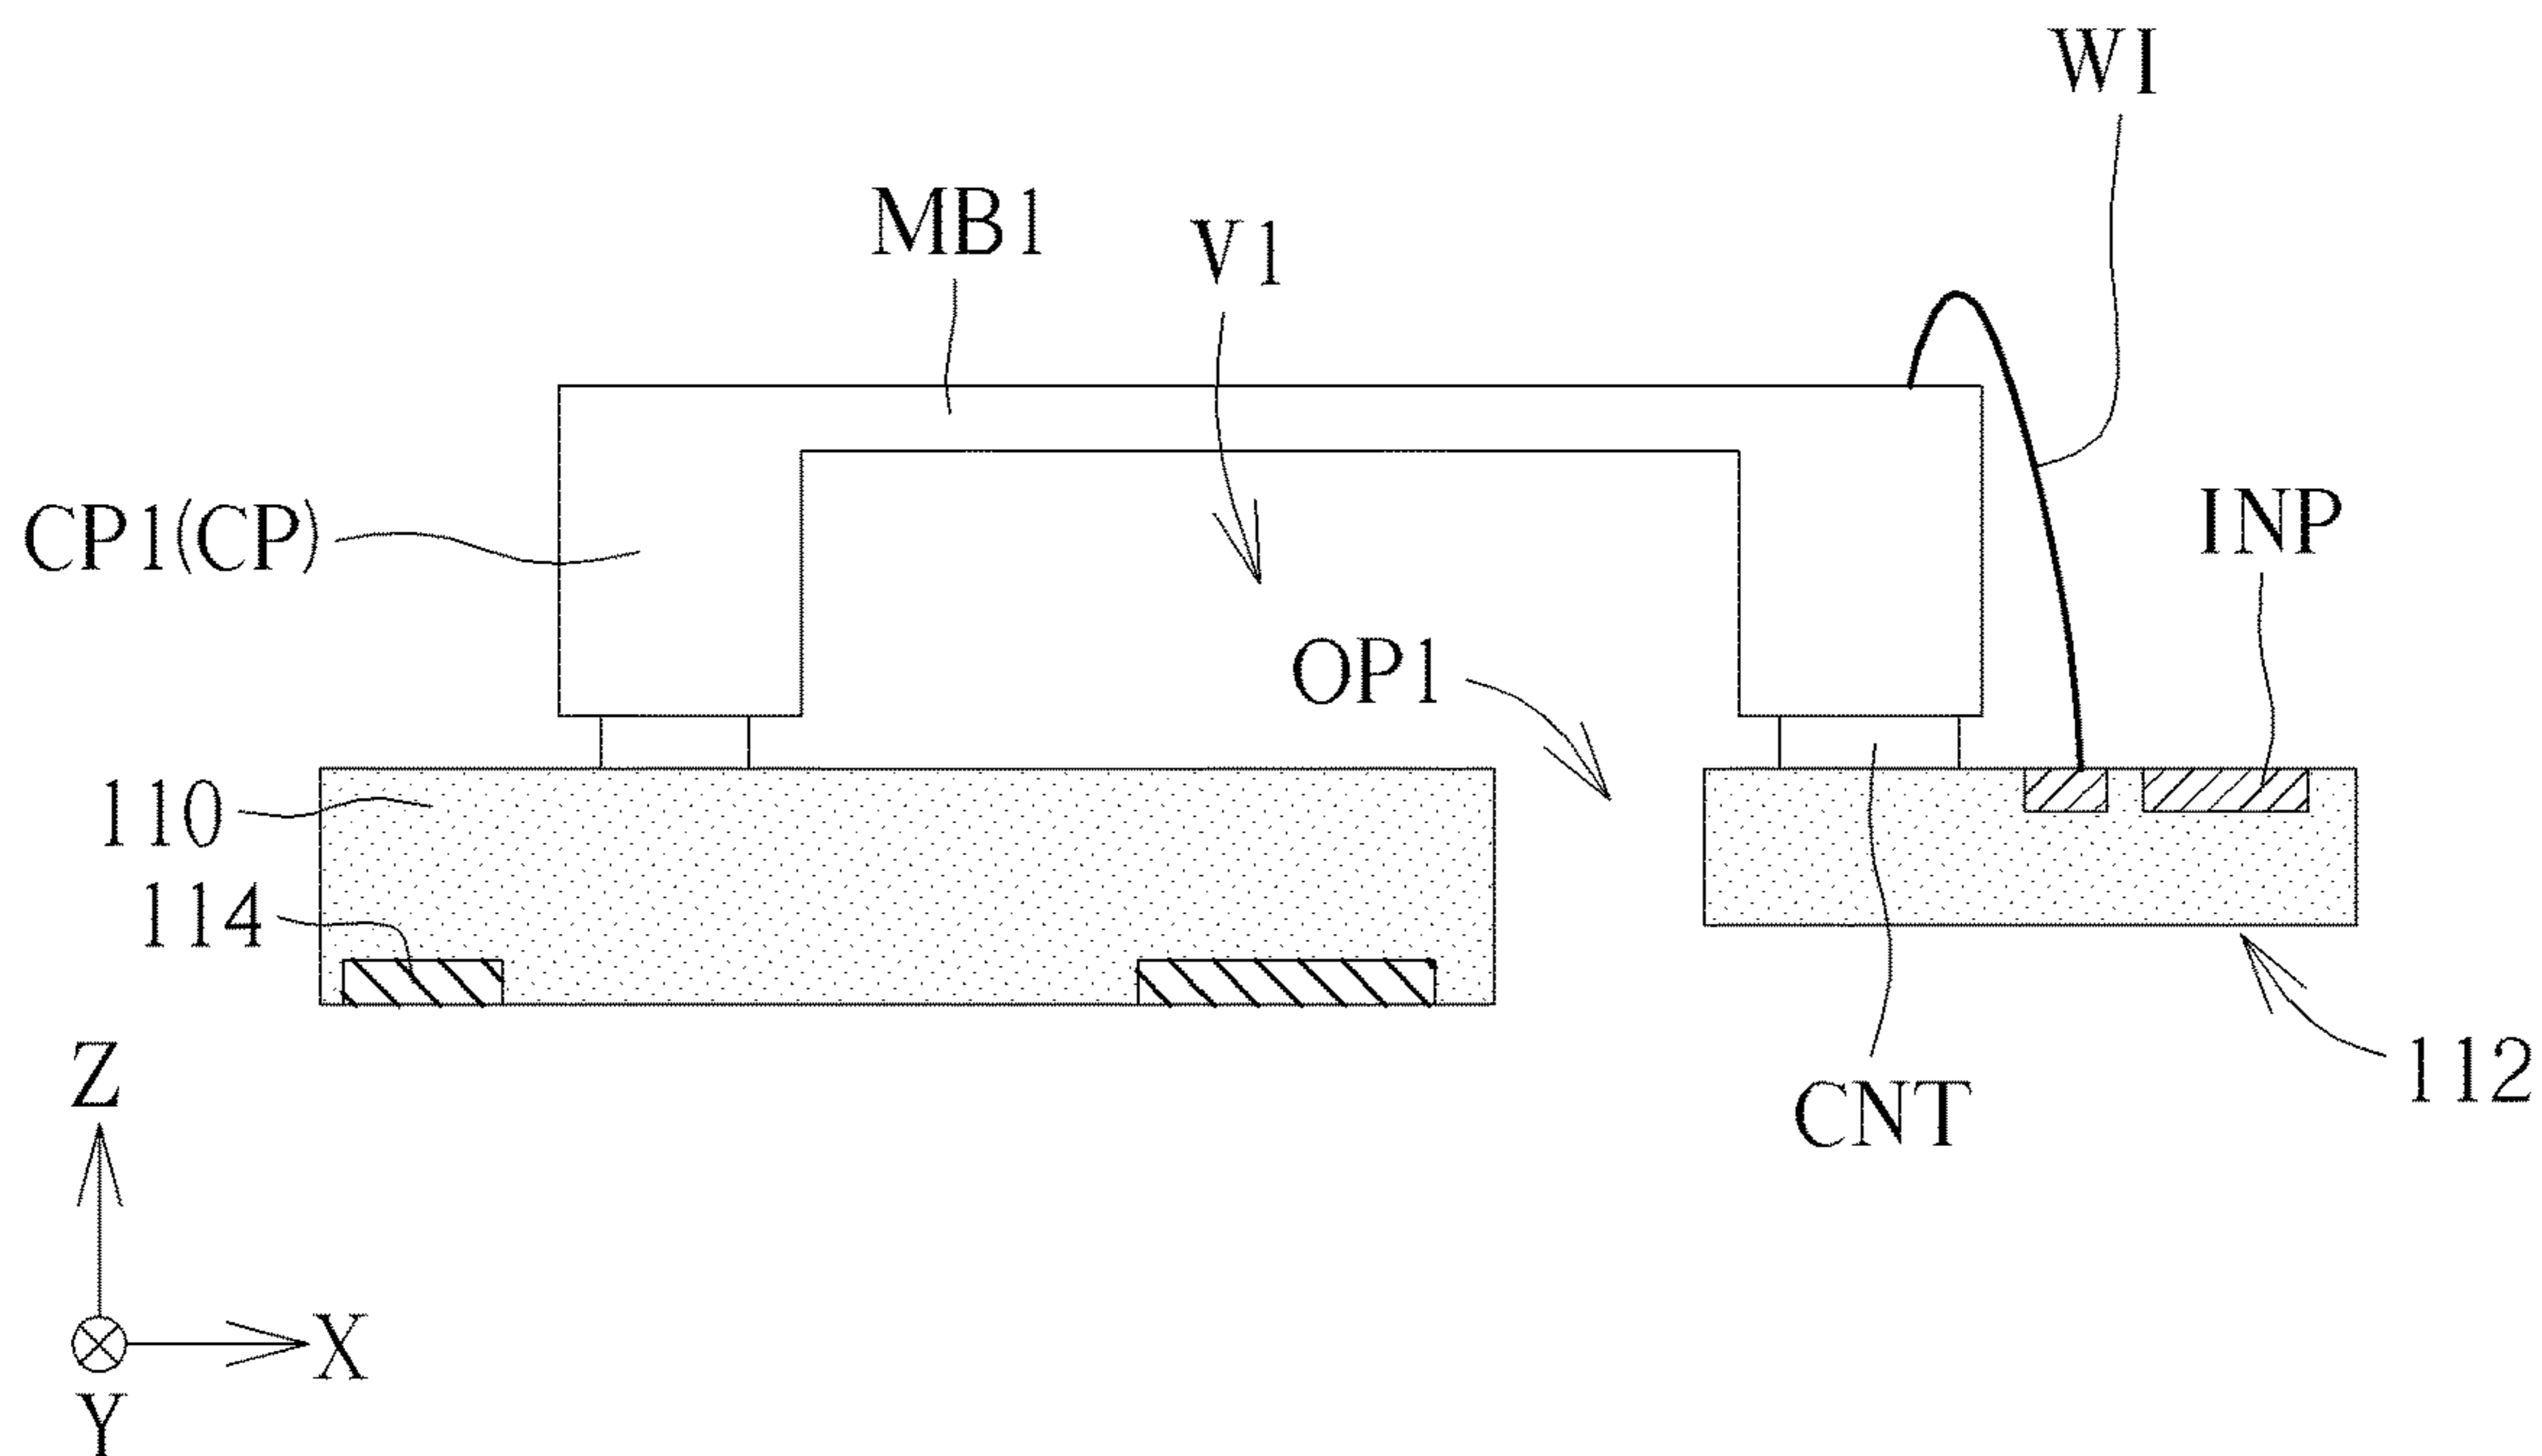 WI
MB1
V1
CP1(CP)
INP
OP1
110
114
112
Z
CNT
X
Y